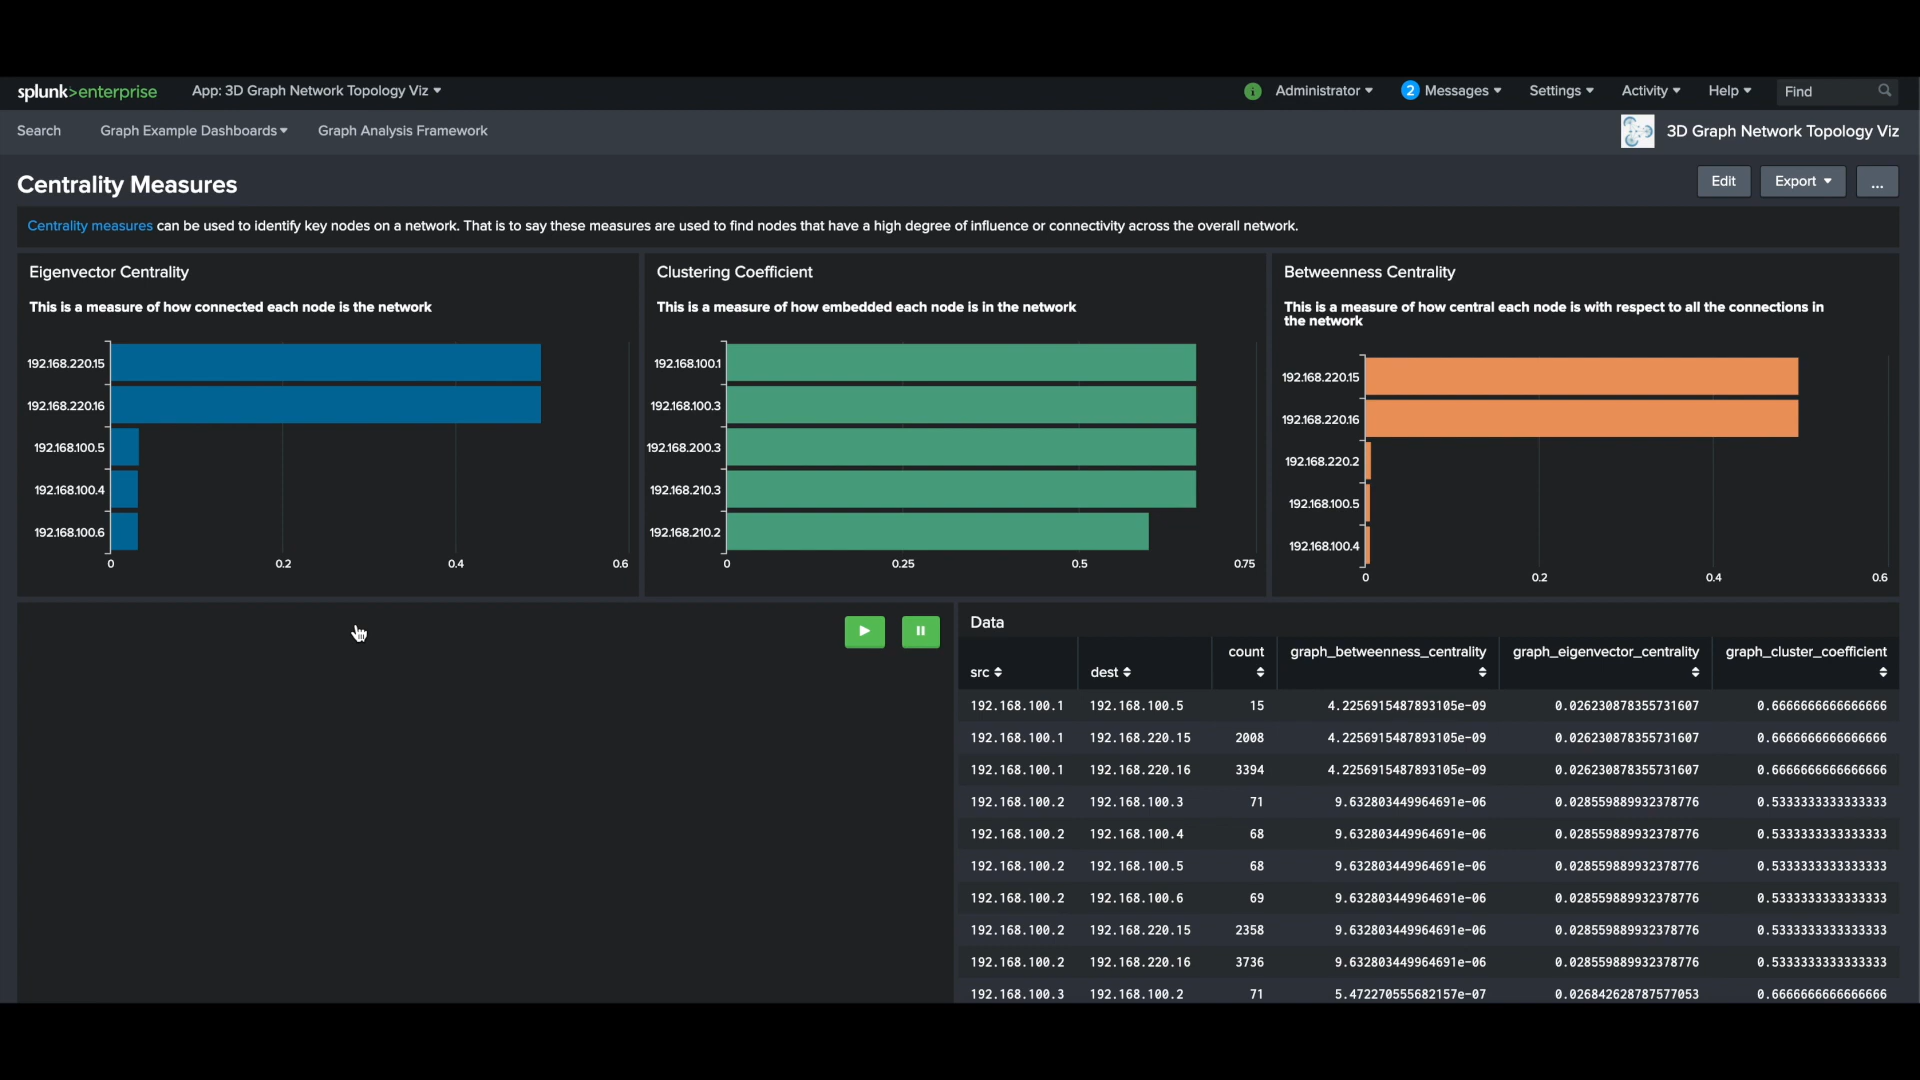 splunk>enterprise App: 3D Graph Network Topology Viz i Administrator 2 Messages Settings Activity Help Find
Search Graph Example Dashboards Graph Analysis Framework 3D Graph Network Topology Viz
Centrality Measures Edit Export ...
Centrality measures can be used to identify key nodes on a network. That is to say these measures are used to find nodes that have a high degree of influence or connectivity across the overall network.
Eigenvector Centrality
This is a measure of how connected each node is the network
192.168.220.15
192.168.220.16
192.168.100.5
192.168.100.4
192.168.100.6
0 0.2 0.4 0.6
Clustering Coefficient
This is a measure of how embedded each node is in the network
192.168.100.1
192.168.100.3
192.168.200.3
192.168.210.3
192.168.210.2
0 0.25 0.5 0.75
Betweenness Centrality
This is a measure of how central each node is with respect to all the connections in
the network
192.168.220.15
192.168.220.16
192.168.220.2
192.168.100.5
192.168.100.4
0 0.2 0.4 0.6
Data
src dest count graph_betweenness_centrality graph_eigenvector_centrality graph_cluster_coefficient
192.168.100.1 192.168.100.5 15 4.2256915487893105e-09 0.026230878355731607 0.6666666666666666
192.168.100.1 192.168.220.15 2008 4.2256915487893105e-09 0.026230878355731607 0.6666666666666666
192.168.100.1 192.168.220.16 3394 4.2256915487893105e-09 0.026230878355731607 0.6666666666666666
192.168.100.2 192.168.100.3 71 9.632803449964691e-06 0.028559889932378776 0.5333333333333333
192.168.100.2 192.168.100.4 68 9.632803449964691e-06 0.028559889932378776 0.5333333333333333
192.168.100.2 192.168.100.5 68 9.632803449964691e-06 0.028559889932378776 0.5333333333333333
192.168.100.2 192.168.100.6 69 9.632803449964691e-06 0.028559889932378776 0.5333333333333333
192.168.100.2 192.168.220.15 2358 9.632803449964691e-06 0.028559889932378776 0.5333333333333333
192.168.100.2 192.168.220.16 3736 9.632803449964691e-06 0.028559889932378776 0.5333333333333333
192.168.100.3 192.168.100.2 71 5.472270555682157e-07 0.026842628787577053 0.6666666666666666